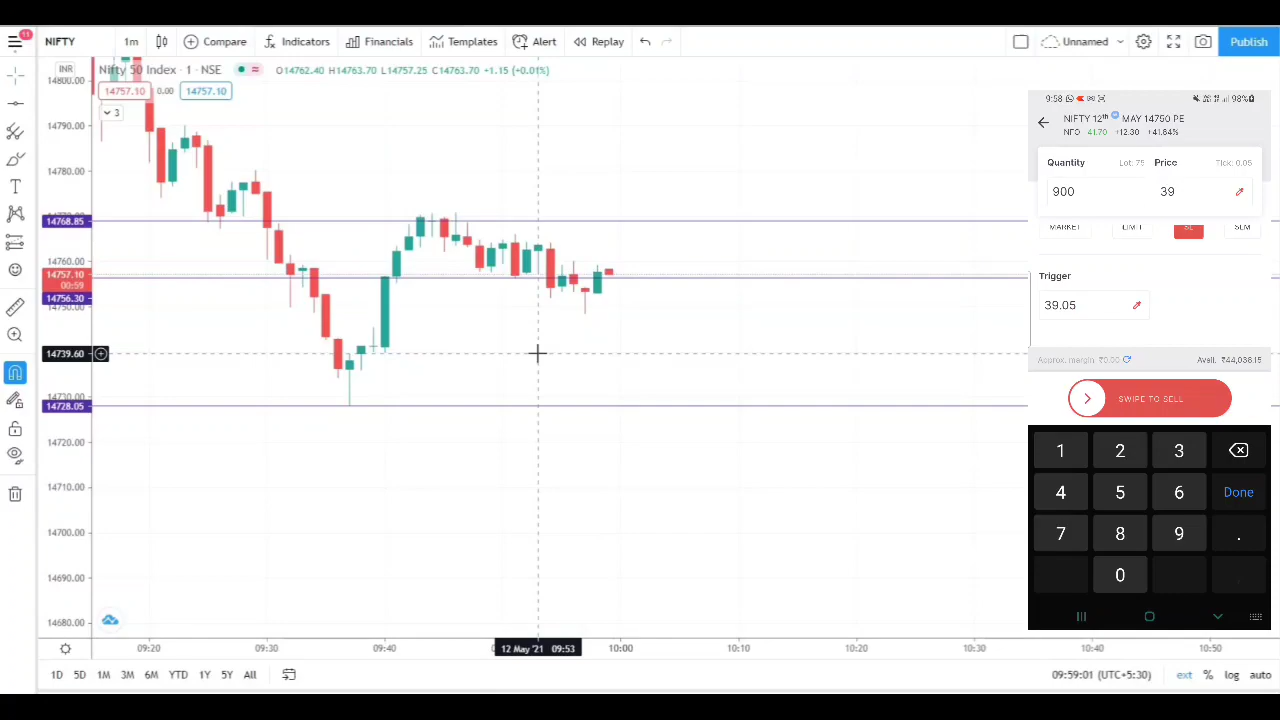 11
NIFTY
1m
Compare
Indicators
Financials
Templates
Alert
Replay
Unnamed
Publish
INR
Nifty 50 Index · 1 · NSE
O14762.40 H14763.70 L14757.25 C14763.70 +1.15 (+0.01%)
14757.10 0.00 14757.10
3
14800.00
14790.00
14780.00
14768.85
14760.00
14757.10
00:59
14756.30
14750.00
14739.60
14730.00
14728.05
14720.00
14710.00
14700.00
14690.00
14680.00
09:20
09:30
09:40
12 May '21 09:53
10:00
10:10
10:20
10:30
10:40
10:50
1D 5D 1M 3M 6M YTD 1Y 5Y All
09:59:01 (UTC+5:30)
ext % log auto
9:58
98%
NIFTY 12th MAY 14750 PE
NFO 41.70 +12.30 +41.84%
Quantity Lot: 75 Price Tick: 0.05
900 39
MARKET LIMIT SL SLM
Trigger
39.05
Approx. margin ₹0.00 Avail. ₹44,036.15
SWIPE TO SELL
1 2 3
4 5 6 Done
7 8 9 .
0